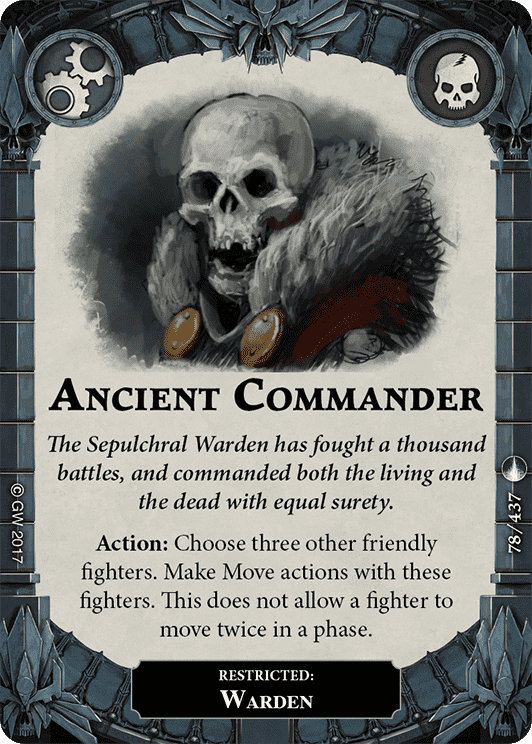 ANCIENT COMMANDER
The Sepulchral Warden has fought a thousand
battles, and commanded both the living and
the dead with equal surety.
Action: Choose three other friendly
fighters. Make Move actions with these
fighters. This does not allow a fighter to
move twice in a phase.
RESTRICTED:
WARDEN
© GW 2017
78/437